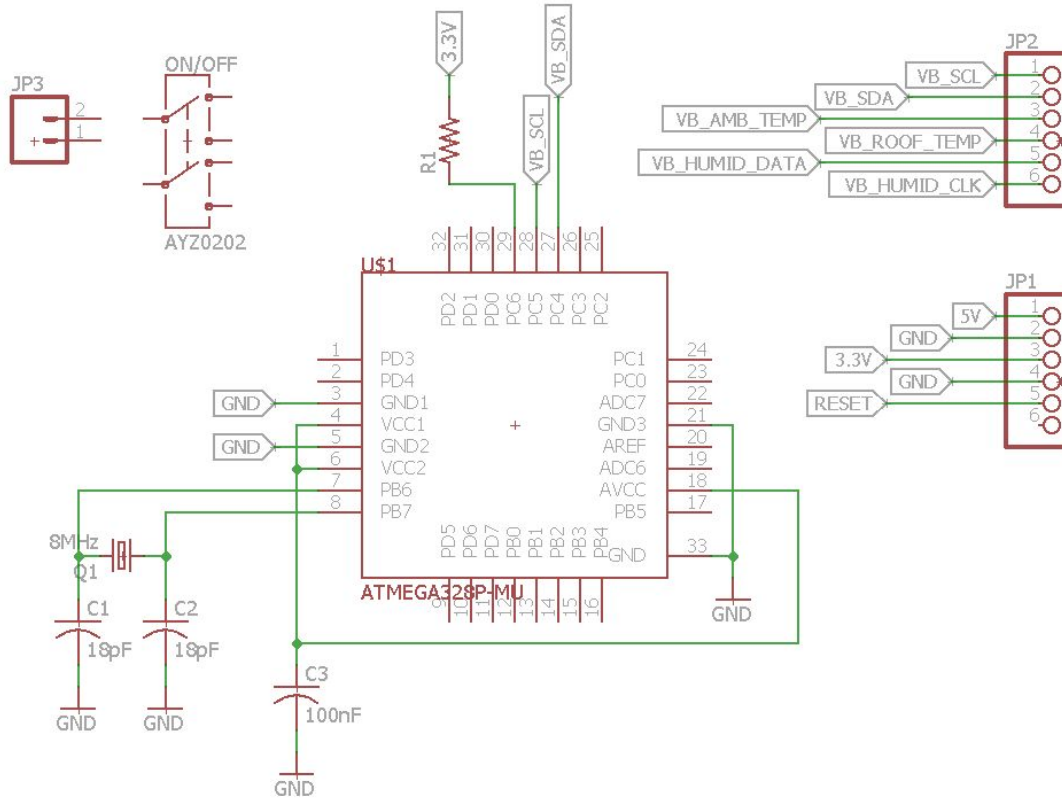 JP3
2
+ 1
ON/OFF
AYZ0202
3.3V
R1
VB_SCL
VB_SDA
JP2
VB_SCL 1
VB_SDA 2
VB_AMB_TEMP 3
VB_ROOF_TEMP 4
VB_HUMID_DATA 5
VB_HUMID_CLK 6
JP1
5V 1
GND 2
3.3V 3
GND 4
RESET 5
6
U$1
32 31 30 29 28 27 26 25
PD2 PD1 PD0 PC6 PC5 PC4 PC3 PC2
1 PD3 PC1 24
2 PD4 PC0 23
GND 3 GND1 ADC7 22
4 VCC1 GND3 21
GND 5 GND2 AREF 20
6 VCC2 ADC6 19
7 PB6 AVCC 18
8 PB7 PB5 17
PD5 PD6 PD7 PB0 PB1 PB2 PB3 PB4
GND 33
ATMEGA328P-MU
9 10 11 12 13 14 15 16
GND
8MHz
Q1
C1
18pF
GND
C2
18pF
GND
C3
100nF
GND